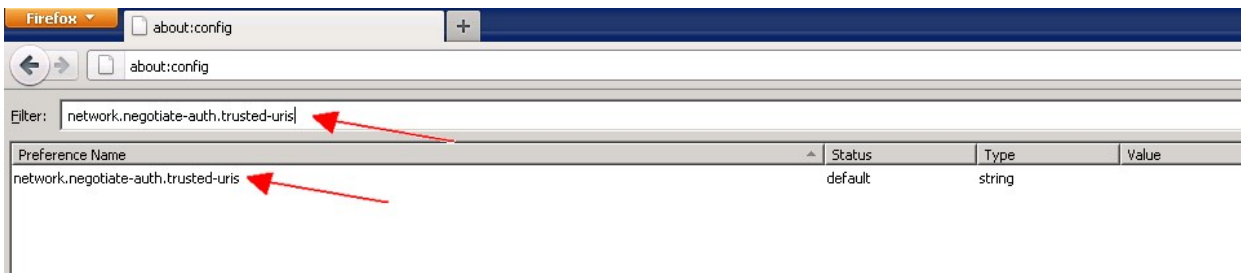 Firefox
about:config
about:config
Filter: network.negotiate-auth.trusted-uris
Preference Name Status Type Value
network.negotiate-auth.trusted-uris default string